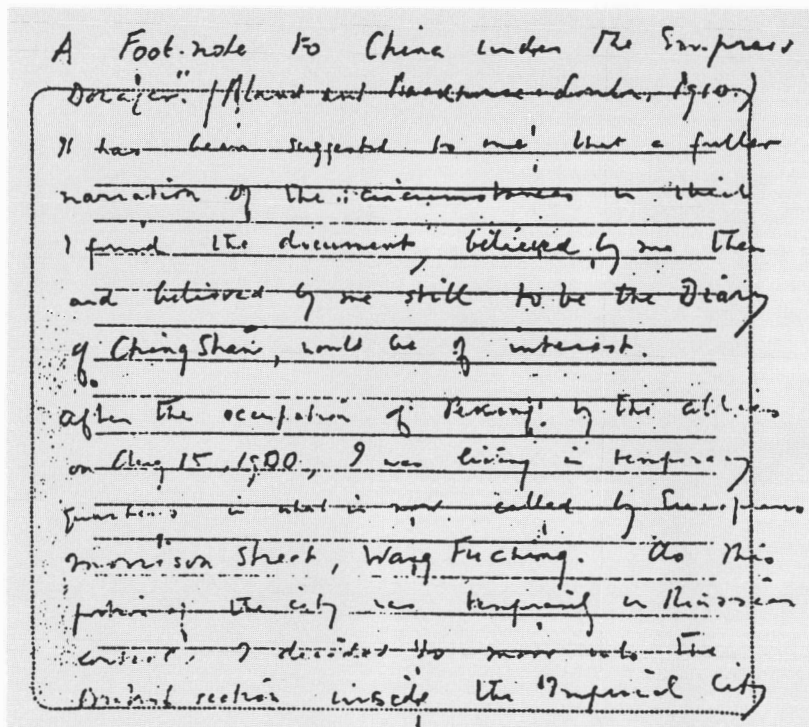 A Foot-note to China under the Empress
Dowager." (Bland and Backhouse London, 1910.)
It has been suggested to me that a fuller
narration of the circumstances in which
I found the document, believed by me then
and believed by me still to be the Diary
of Ching Shan, would be of interest.
After the occupation of Peking by the allies
on Aug 15, 1900, I was living in temporary
quarters in what is now called by Europeans
Morrison Street, Wang Fu ching. As this
portion of the city was temporarily in Russian
control, I decided to move into the
British section inside the Imperial City